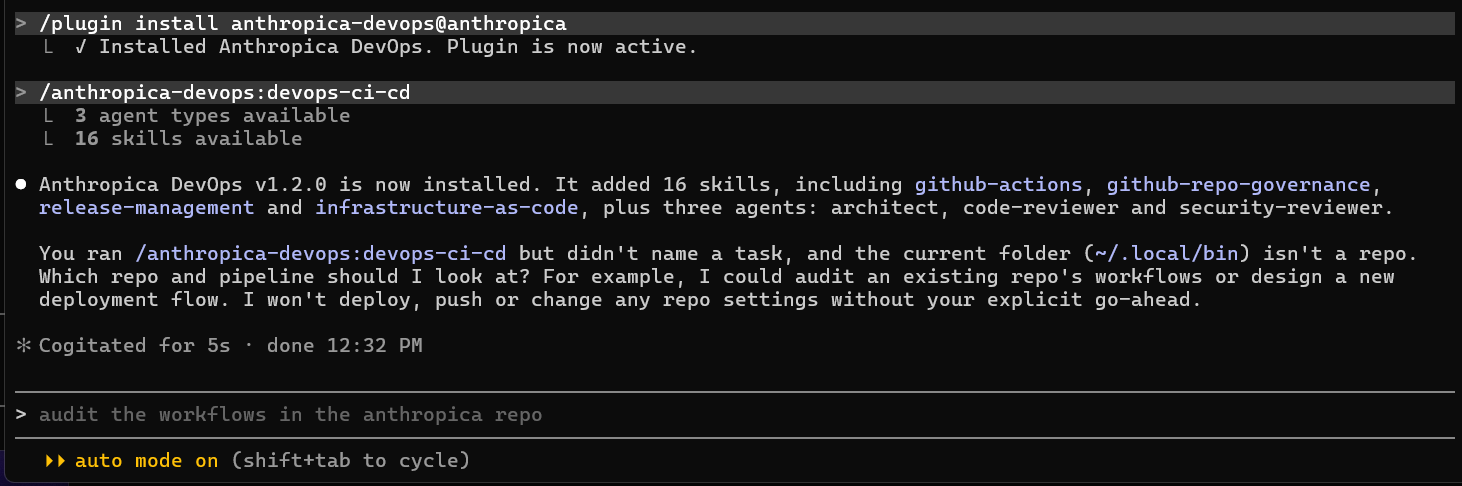 > /plugin install anthropica-devops@anthropica
└ √ Installed Anthropica DevOps. Plugin is now active.
> /anthropica-devops:devops-ci-cd
└ 3 agent types available
└ 16 skills available
● Anthropica DevOps v1.2.0 is now installed. It added 16 skills, including github-actions, github-repo-governance,
release-management and infrastructure-as-code, plus three agents: architect, code-reviewer and security-reviewer.
You ran /anthropica-devops:devops-ci-cd but didn't name a task, and the current folder (~/.local/bin) isn't a repo.
Which repo and pipeline should I look at? For example, I could audit an existing repo's workflows or design a new
deployment flow. I won't deploy, push or change any repo settings without your explicit go-ahead.
✻ Cogitated for 5s · done 12:32 PM
> audit the workflows in the anthropica repo
⏵⏵ auto mode on (shift+tab to cycle)